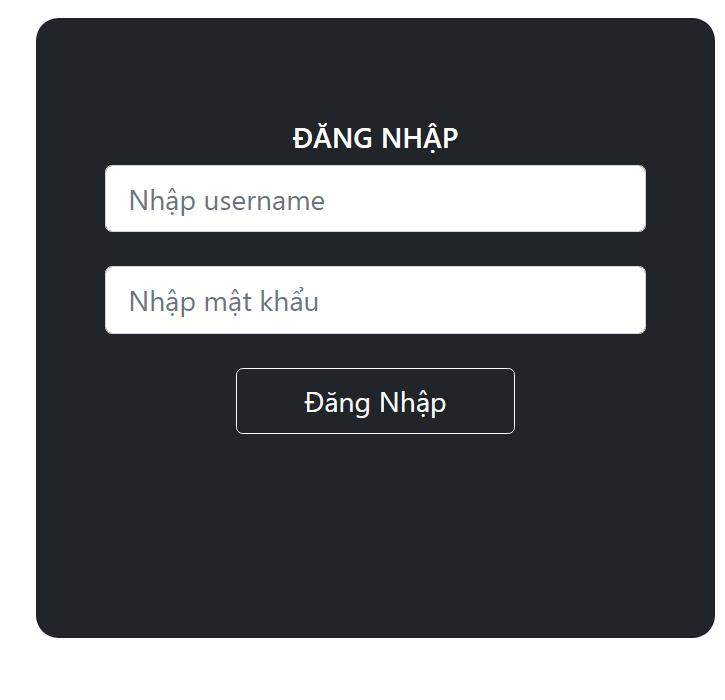 ĐĂNG NHẬP
Nhập username
Nhập mật khẩu
Đăng Nhập